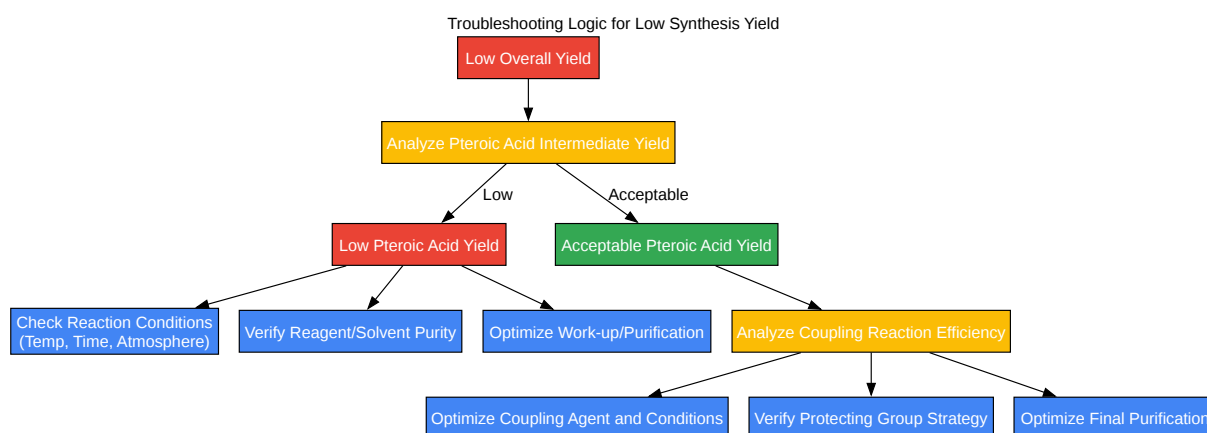 Troubleshooting Logic for Low Synthesis Yield
Low Overall Yield
Analyze Pteroic Acid Intermediate Yield
Low
Acceptable
Low Pteroic Acid Yield
Acceptable Pteroic Acid Yield
Check Reaction Conditions
(Temp, Time, Atmosphere)
Verify Reagent/Solvent Purity
Optimize Work-up/Purification
Analyze Coupling Reaction Efficiency
Optimize Coupling Agent and Conditions
Verify Protecting Group Strategy
Optimize Final Purification